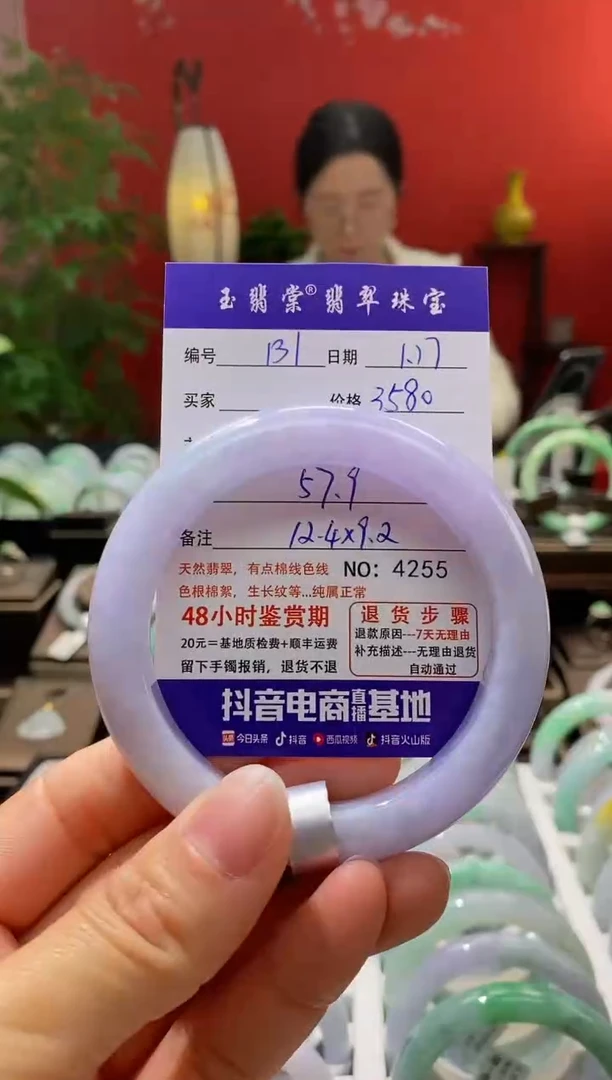 玉翡棠®翡翠珠宝
编号 131 日期 1.17
买家 价格 3580
57.9
备注 12.4×9.2
天然翡翠，有点棉线色线 NO：4255
色根棉絮，生长纹等...纯属正常
48小时鉴赏期
20元=基地质检费+顺丰运费
留下手镯报销，退货不退
退货步骤
退款原因---7天无理由
补充描述---无理由退货
自动通过
抖音电商直播基地
头条 今日头条 抖音 西瓜视频 抖音火山版